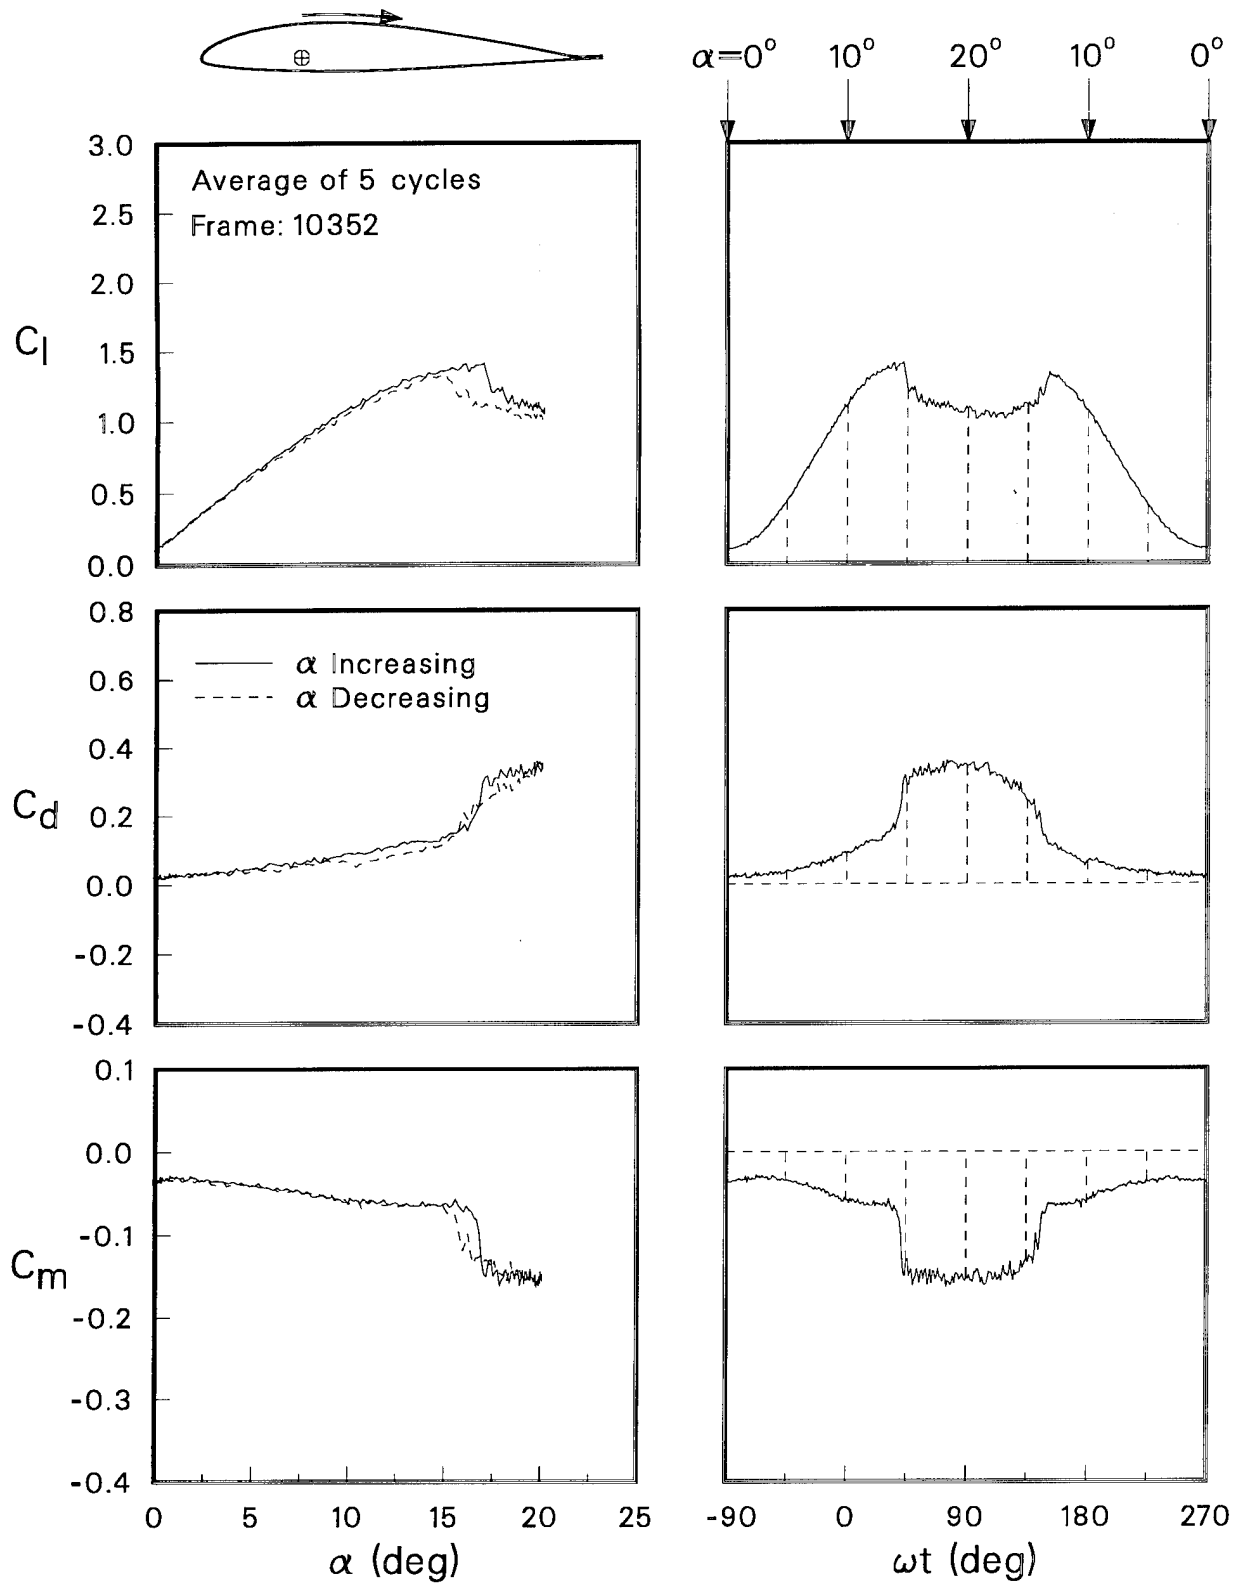 α=0° 10° 20° 10° 0°
3.0
2.5
2.0
1.5
1.0
0.5
0.0
Cl
Average of 5 cycles
Frame: 10352
0.8
0.6
0.4
0.2
0.0
-0.2
-0.4
Cd
α Increasing
α Decreasing
0.1
0.0
-0.1
-0.2
-0.3
-0.4
Cm
0 5 10 15 20 25
α (deg)
-90 0 90 180 270
ωt (deg)